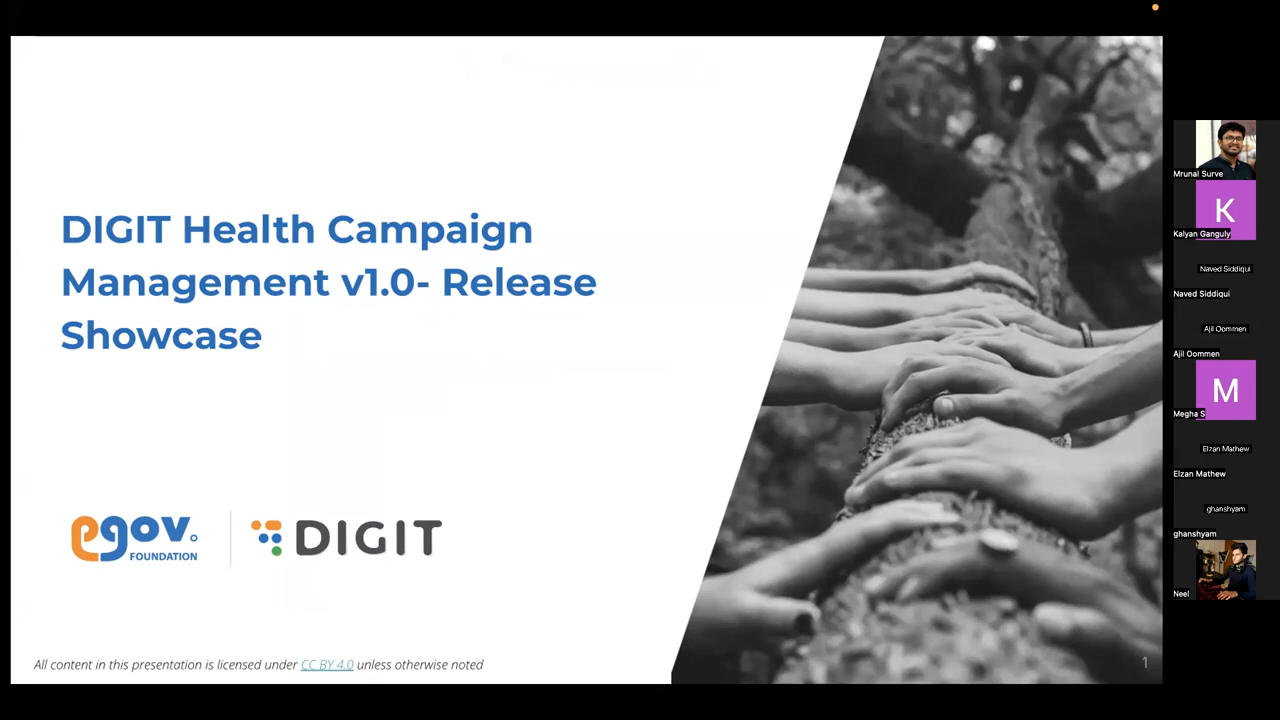 DIGIT Health Campaign
Management v1.0- Release
Showcase
egov.
FOUNDATION
DIGIT
All content in this presentation is licensed under CC BY 4.0 unless otherwise noted
1
Mrunal Surve
K
Kalyan Ganguly
Naved Siddiqui
Naved Siddiqui
Ajil Oommen
Ajil Oommen
M
Megha S
Elzan Mathew
Elzan Mathew
ghanshyam
ghanshyam
Neel